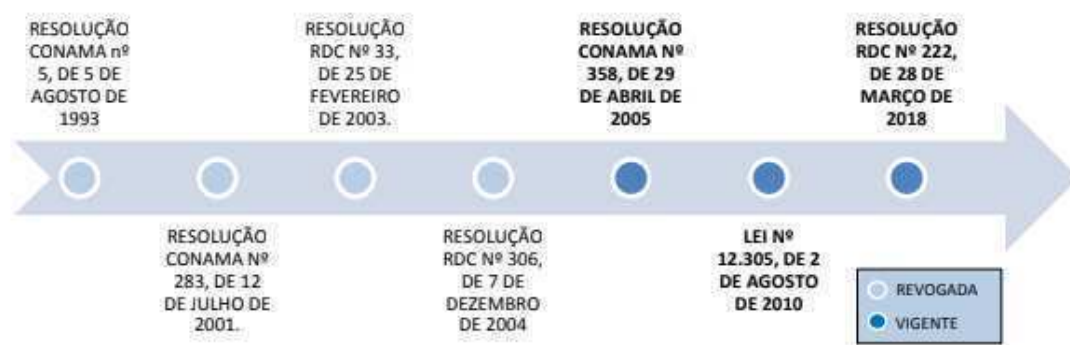 RESOLUÇÃO
CONAMA nº
5, DE 5 DE
AGOSTO DE
1993
RESOLUÇÃO
CONAMA Nº
283, DE 12
DE JULHO DE
2001.
RESOLUÇÃO
RDC Nº 33,
DE 25 DE
FEVEREIRO
DE 2003.
RESOLUÇÃO
RDC Nº 306,
DE 7 DE
DEZEMBRO
DE 2004
RESOLUÇÃO
CONAMA Nº
358, DE 29
DE ABRIL DE
2005
LEI Nº
12.305, DE 2
DE AGOSTO
DE 2010
RESOLUÇÃO
RDC Nº 222,
DE 28 DE
MARÇO DE
2018
REVOGADA
VIGENTE